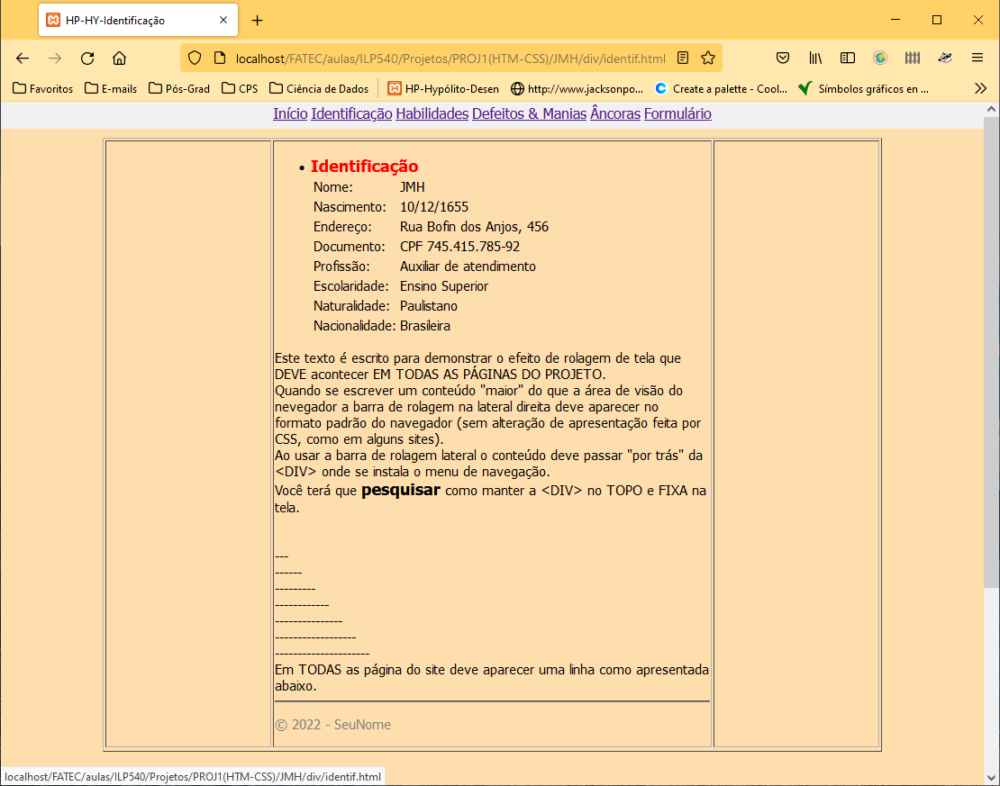 HP-HY-Identificação
localhost/FATEC/aulas/ILP540/Projetos/PROJ1(HTM-CSS)/JMH/div/identif.html
Favoritos E-mails Pós-Grad CPS Ciência de Dados HP-Hypólito-Desen http://www.jacksonpo... Create a palette - Cool... Símbolos gráficos en ...
Início Identificação Habilidades Defeitos & Manias Âncoras Formulário
• Identificação
Nome: JMH
Nascimento: 10/12/1655
Endereço: Rua Bofin dos Anjos, 456
Documento: CPF 745.415.785-92
Profissão: Auxiliar de atendimento
Escolaridade: Ensino Superior
Naturalidade: Paulistano
Nacionalidade: Brasileira
Este texto é escrito para demonstrar o efeito de rolagem de tela que
DEVE acontecer EM TODAS AS PÁGINAS DO PROJETO.
Quando se escrever um conteúdo "maior" do que a área de visão do
nevegador a barra de rolagem na lateral direita deve aparecer no
formato padrão do navegador (sem alteração de apresentação feita por
CSS, como em alguns sites).
Ao usar a barra de rolagem lateral o conteúdo deve passar "por trás" da
<DIV> onde se instala o menu de navegação.
Você terá que pesquisar como manter a <DIV> no TOPO e FIXA na
tela.
---
------
---------
------------
---------------
------------------
---------------------
Em TODAS as página do site deve aparecer uma linha como apresentada
abaixo.
© 2022 - SeuNome
localhost/FATEC/aulas/ILP540/Projetos/PROJ1(HTM-CSS)/JMH/div/identif.html